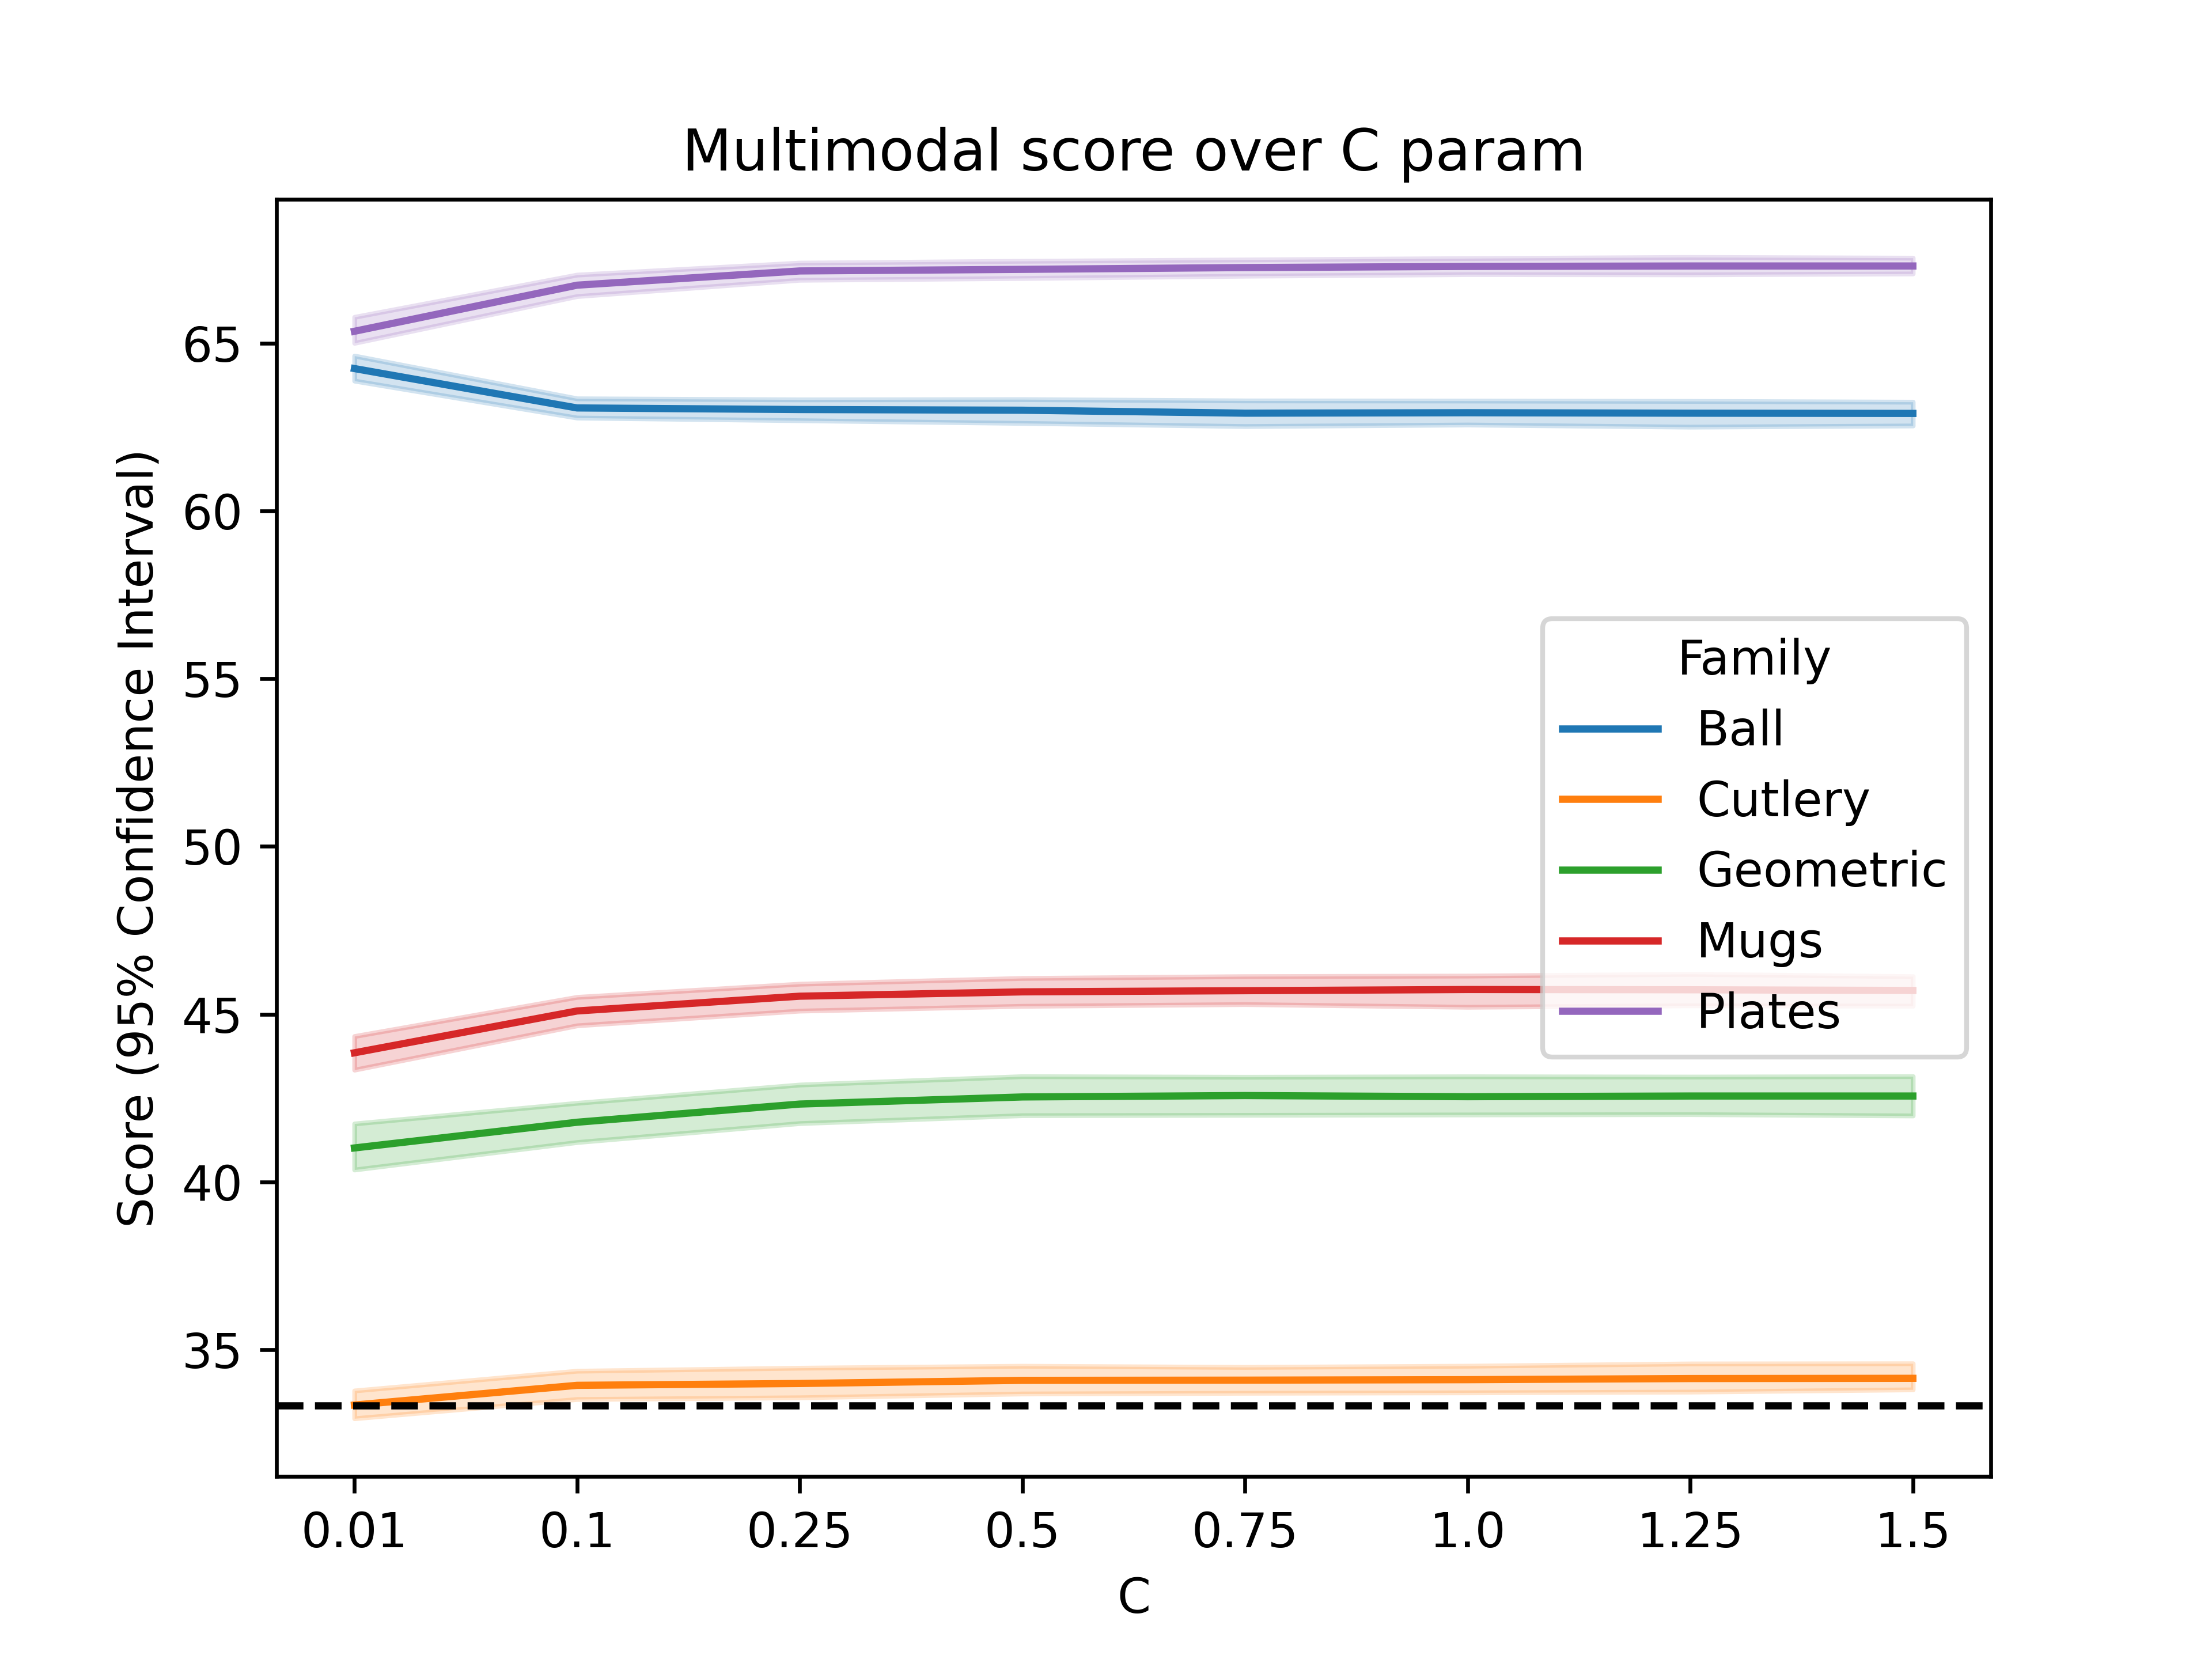 Multimodal score over C param
Score (95% Confidence Interval)
65
60
55
50
45
40
35
Family
Ball
Cutlery
Geometric
Mugs
Plates
0.01 0.1 0.25 0.5 0.75 1.0 1.25 1.5
C